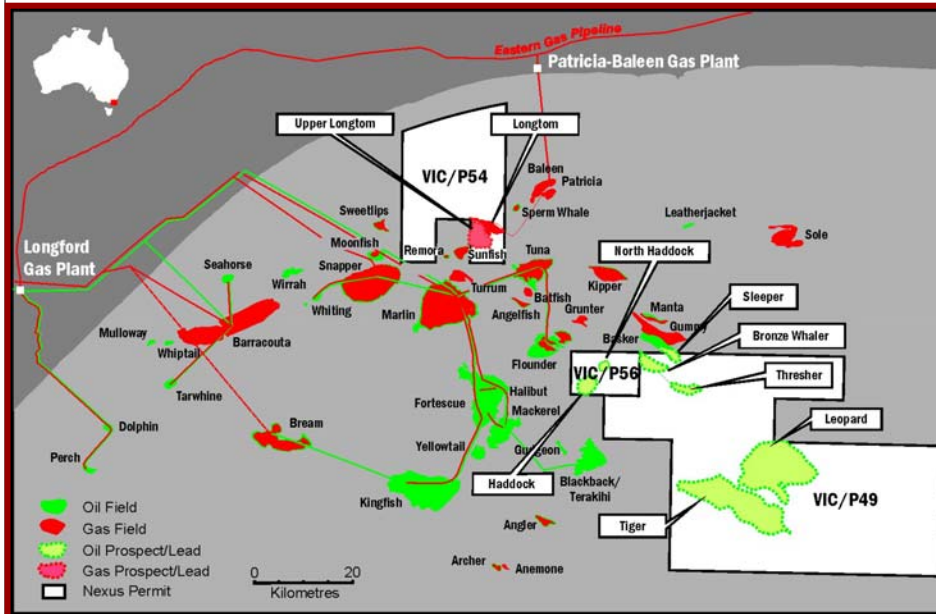 Eastern Gas Pipeline
Patricia-Baleen Gas Plant
Upper Longtom
Longtom
VIC/P54
Baleen
Patricia
Sperm Whale
Sweetlips
Leatherjacket
Sole
Longford
Gas Plant
Moonfish
Remora
Sunfish
North Haddock
Seahorse
Snapper
Tuna
Wirrah
Turrum
Kipper
Sleeper
Whiting
Marlin
Batfish
Angelfish
Grunter
Manta
Gummy
Mulloway
Basker
Bronze Whaler
Whiptail
Barracouta
Flounder
VIC/P56
Thresher
Tarwhine
Halibut
Fortescue
Mackerel
Leopard
Dolphin
Bream
Yellowtail
Gudgeon
Perch
Haddock
Blackback/
Terakihi
Kingfish
VIC/P49
Angler
Tiger
Archer
Anemone
Oil Field
Gas Field
Oil Prospect/Lead
Gas Prospect/Lead
Nexus Permit
0 20
Kilometres